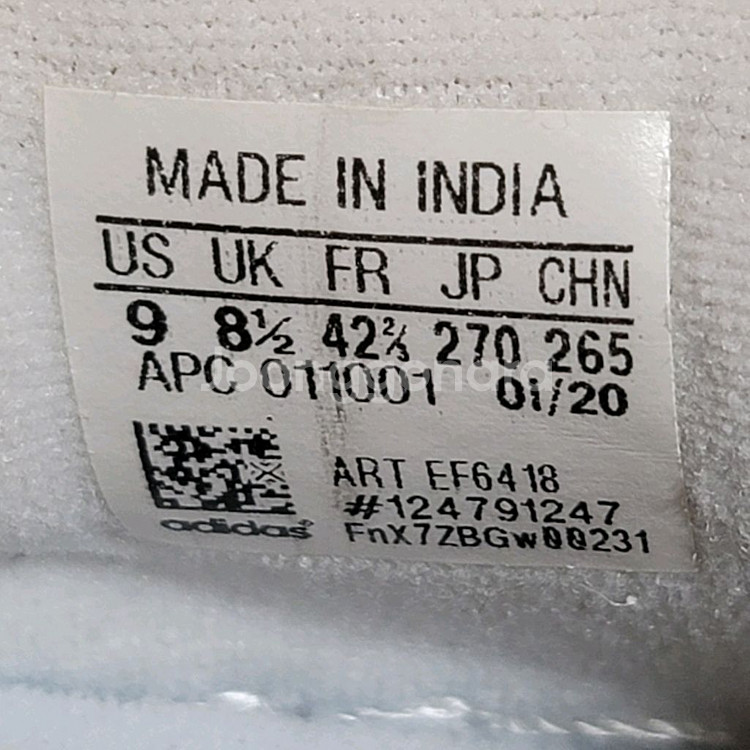 MADE IN INDIA
US UK FR JP CHN
9 8½ 42⅔ 270 265
APC 011001 01/20
ART EF6418
#124791247
adidas FnX7ZBGw00231